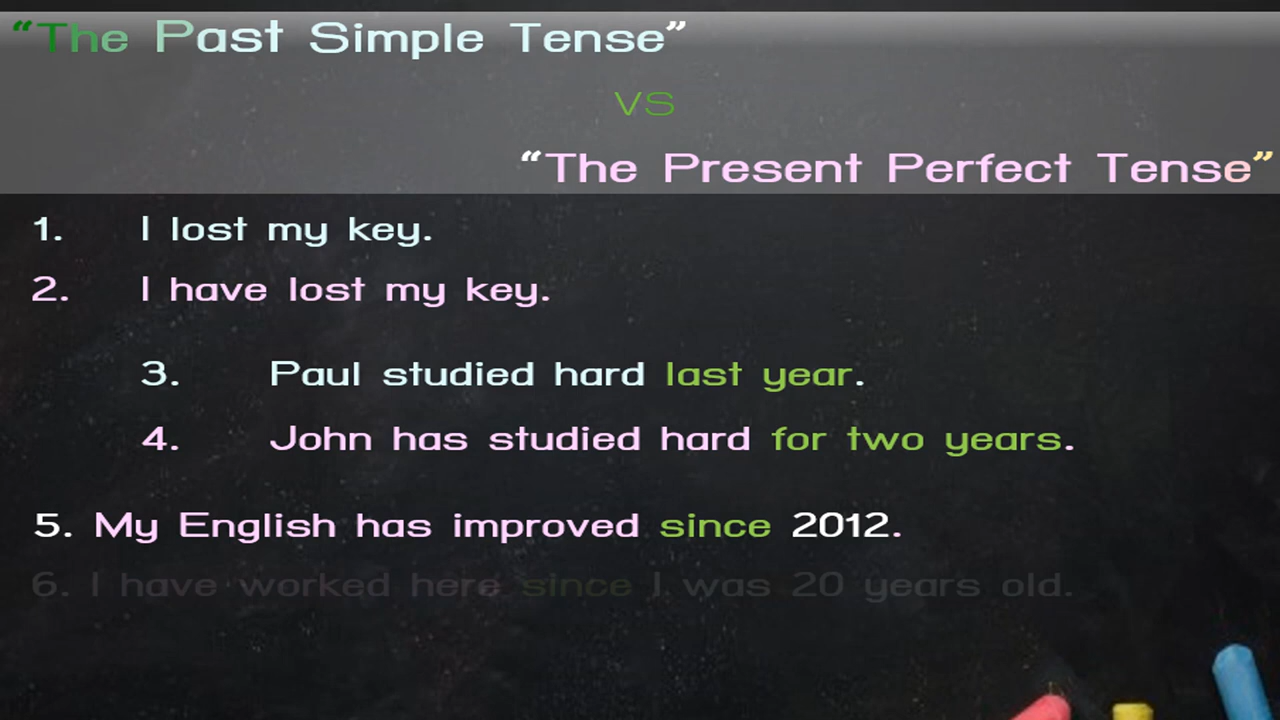 “The Past Simple Tense”
VS
“The Present Perfect Tense”
1. I lost my key.
2. I have lost my key.
3. Paul studied hard last year.
4. John has studied hard for two years.
5. My English has improved since 2012.
6. I have worked here since I was 20 years old.